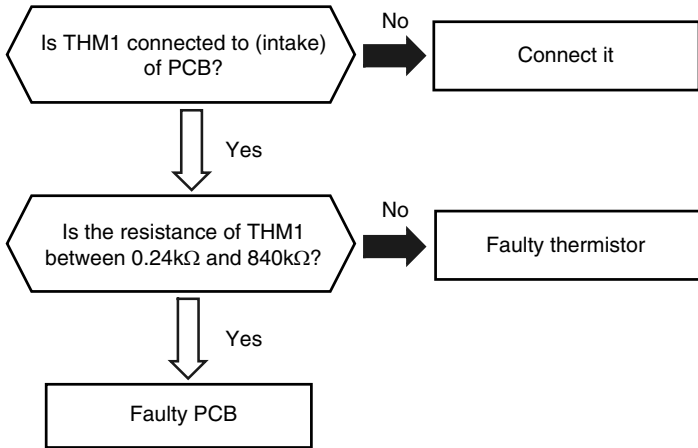 Is THM1 connected to (intake)
of PCB?
No
Connect it
Yes
Is the resistance of THM1
between 0.24kΩ and 840kΩ?
No
Faulty thermistor
Yes
Faulty PCB